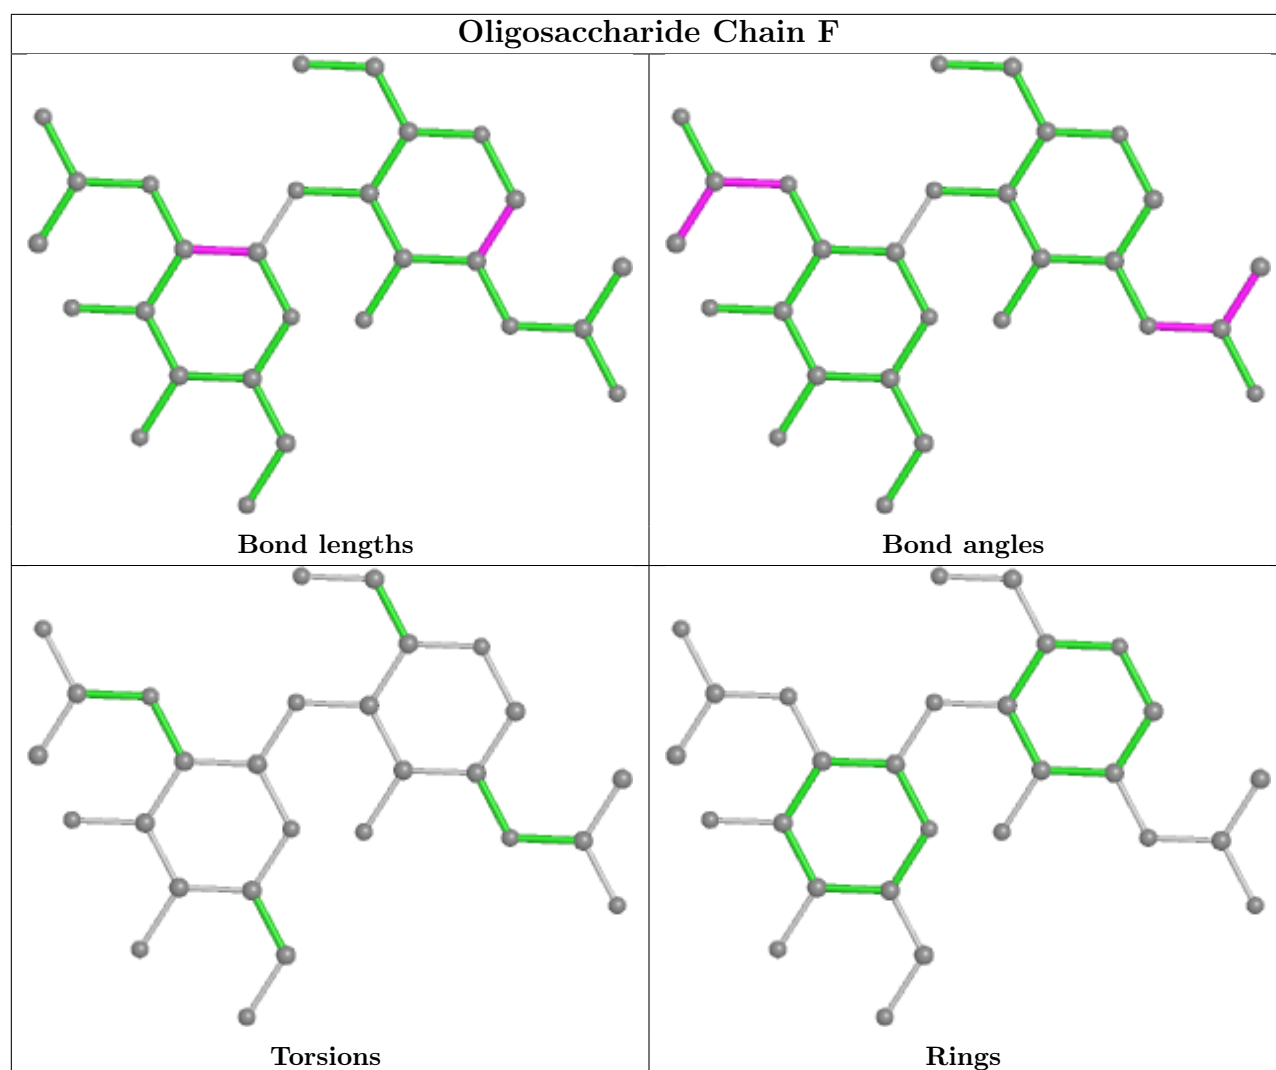 Oligosaccharide Chain F
Bond lengths
Bond angles
Torsions
Rings